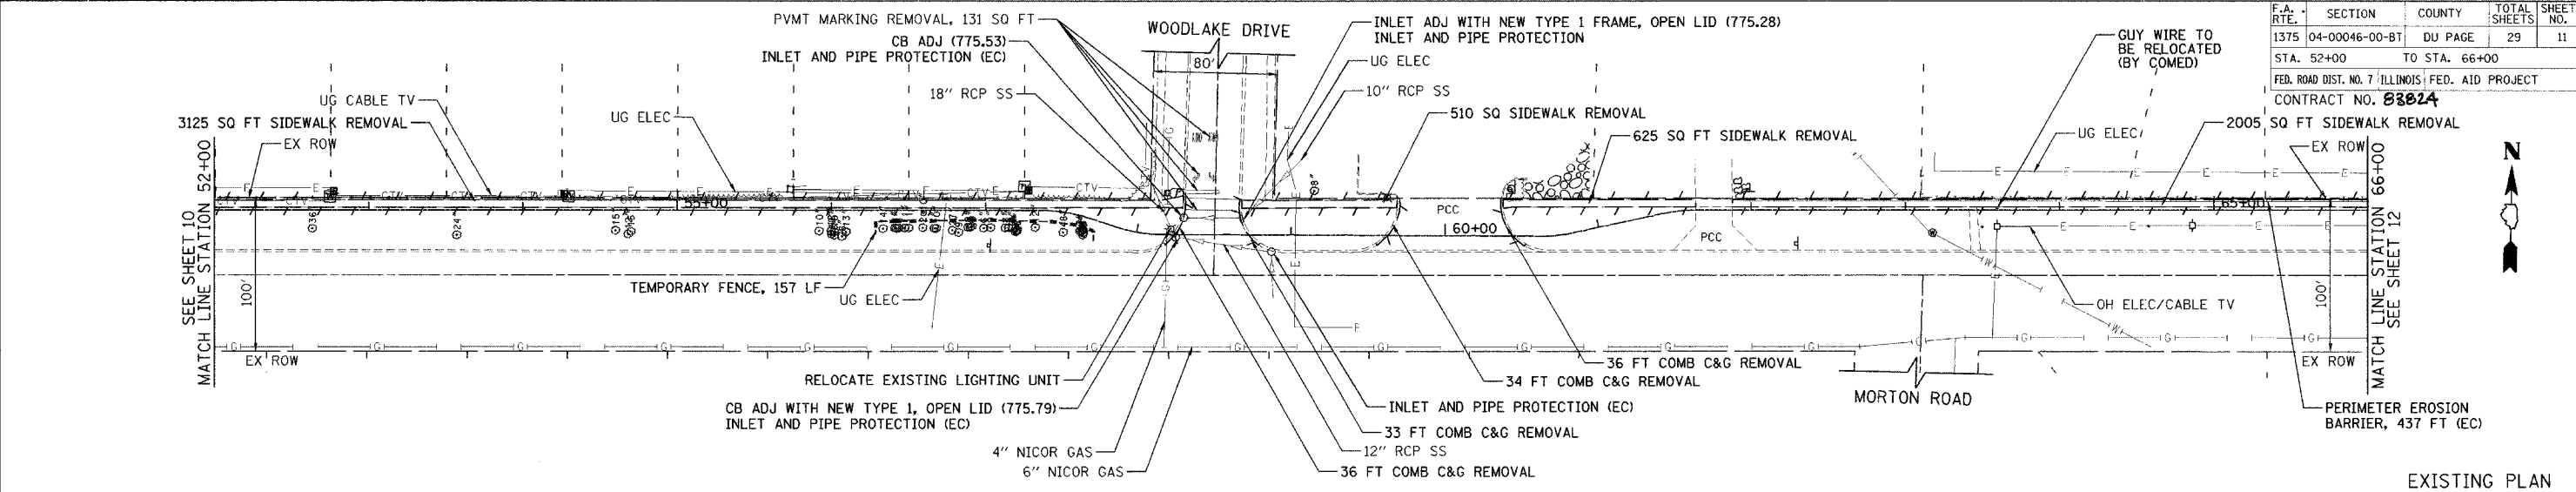 F.A. RTE. SECTION COUNTY TOTAL SHEETS SHEET NO.
1375 04-00046-00-BT DU PAGE 29 11
STA. 52+00 TO STA. 66+00
FED. ROAD DIST. NO. 7 ILLINOIS FED. AID PROJECT
CONTRACT NO. 83824
PVMT MARKING REMOVAL, 131 SQ FT
CB ADJ (775.53)
INLET AND PIPE PROTECTION (EC)
18" RCP SS
WOODLAKE DRIVE
80'
INLET ADJ WITH NEW TYPE 1 FRAME, OPEN LID (775.28)
INLET AND PIPE PROTECTION
UG ELEC
10" RCP SS
510 SQ SIDEWALK REMOVAL
625 SQ FT SIDEWALK REMOVAL
GUY WIRE TO
BE RELOCATED
(BY COMED)
UG ELEC
2005 SQ FT SIDEWALK REMOVAL
EX ROW
N
UG CABLE TV
3125 SQ FT SIDEWALK REMOVAL
EX ROW
UG ELEC
SEE SHEET 10
MATCH LINE STATION 52+00
55+00
60+00
65+00
PCC
PCC
8"
36"
24"
15"
100'
100'
MATCH LINE STATION 66+00
SEE SHEET 12
TEMPORARY FENCE, 157 LF
UG ELEC
OH ELEC/CABLE TV
EX ROW
EX ROW
RELOCATE EXISTING LIGHTING UNIT
CB ADJ WITH NEW TYPE 1, OPEN LID (775.79)
INLET AND PIPE PROTECTION (EC)
4" NICOR GAS
6" NICOR GAS
36 FT COMB C&G REMOVAL
34 FT COMB C&G REMOVAL
INLET AND PIPE PROTECTION (EC)
33 FT COMB C&G REMOVAL
12" RCP SS
36 FT COMB C&G REMOVAL
MORTON ROAD
PERIMETER EROSION
BARRIER, 437 FT (EC)
EXISTING PLAN